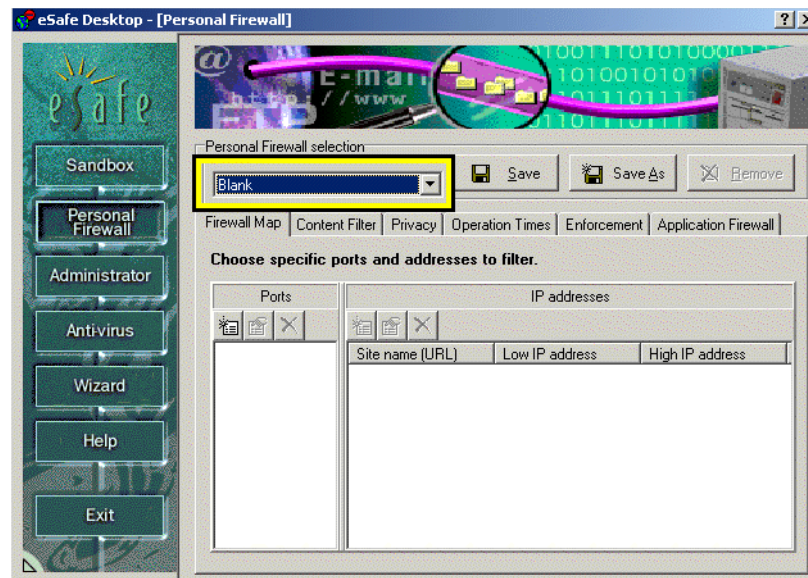 eSafe Desktop - [Personal Firewall]
eSafe
Sandbox
Personal
Firewall
Administrator
Anti-virus
Wizard
Help
Exit
@
E-mail
http://www
FTP
Personal Firewall selection
Blank
Save
Save As
Remove
Firewall Map
Content Filter
Privacy
Operation Times
Enforcement
Application Firewall
Choose specific ports and addresses to filter.
Ports
IP addresses
Site name (URL)
Low IP address
High IP address